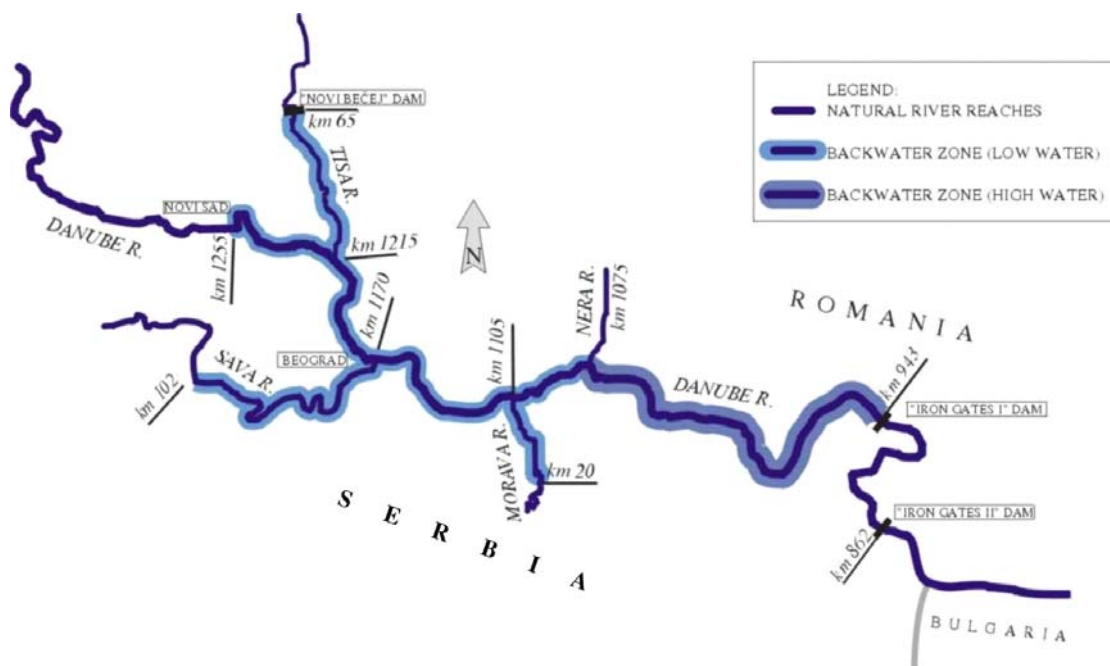 "NOVI BEČEJ" DAM
km 65
TISA R.
LEGEND:
NATURAL RIVER REACHES
BACKWATER ZONE (LOW WATER)
BACKWATER ZONE (HIGH WATER)
NOVI SAD
DANUBE R.
km 1255
km 1215
N
km 1170
BEOGRAD
SAVA R.
km 102
km 1105
NERA R.
km 1075
ROMANIA
DANUBE R.
km 943
"IRON GATES I" DAM
MORAVA R.
km 20
SERBIA
"IRON GATES II" DAM
km 862
BULGARIA